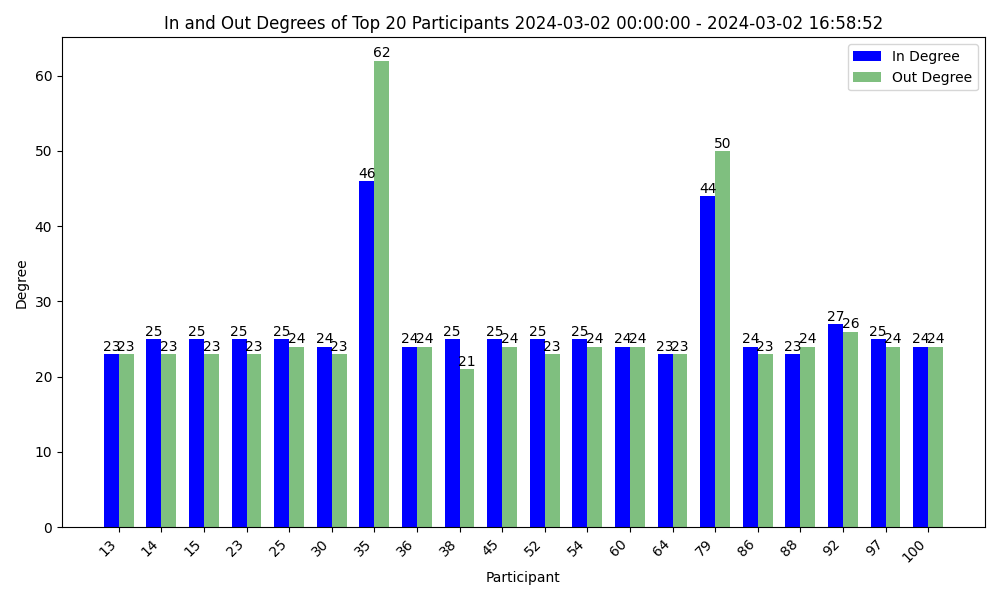 In and Out Degrees of Top 20 Participants 2024-03-02 00:00:00 - 2024-03-02 16:58:52
In Degree
Out Degree
Degree
60
50
40
30
20
10
0
23 23 25 23 25 23 25 23 25 24 24 23 46 62 24 24 25 21 25 24 25 23 25 24 24 24 23 23 44 50 24 23 23 24 27 26 25 24 24 24
13 14 15 23 25 30 35 36 38 45 52 54 60 64 79 86 88 92 97 100
Participant